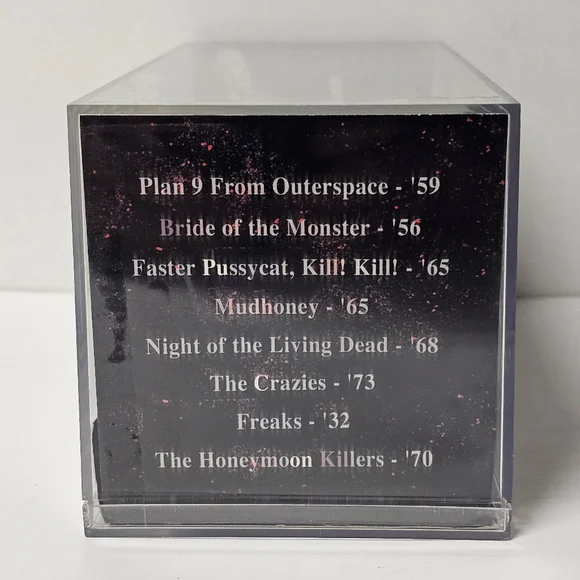 Plan 9 From Outerspace - '59
Bride of the Monster - '56
Faster Pussycat, Kill! Kill! - '65
Mudhoney - '65
Night of the Living Dead - '68
The Crazies - '73
Freaks - '32
The Honeymoon Killers - '70